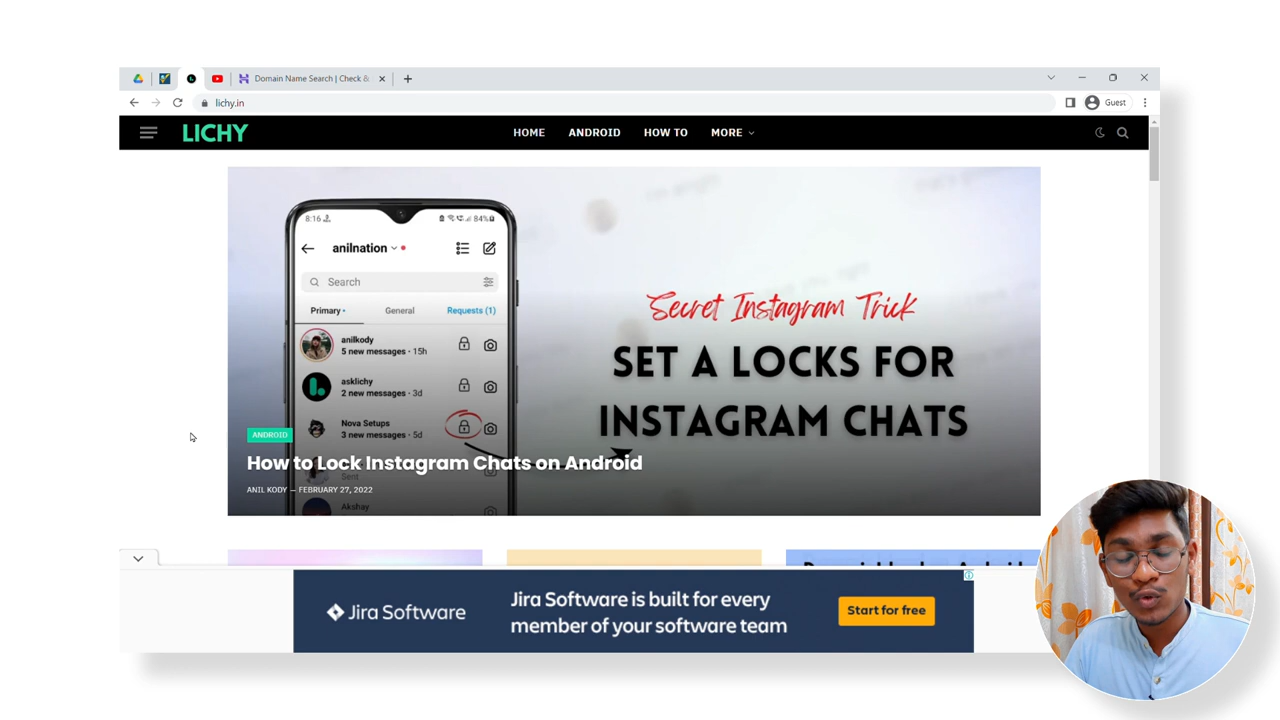 Domain Name Search | Check &
lichy.in
Guest
LICHY
HOME
ANDROID
HOW TO
MORE
8:16
84%
anilnation
Search
Primary
General
Requests (1)
anilkody
5 new messages · 15h
asklichy
2 new messages · 3d
Nova Setups
3 new messages · 5d
Sent
Akshay
Secret Instagram Trick
SET A LOCKS FOR
INSTAGRAM CHATS
ANDROID
How to Lock Instagram Chats on Android
ANIL KODY — FEBRUARY 27, 2022
Jira Software
Jira Software is built for every
member of your software team
Start for free